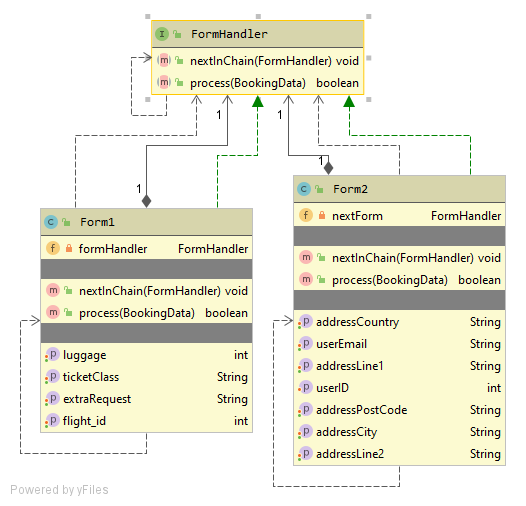 FormHandler
nextInChain(FormHandler) void
process(BookingData) boolean
1
1
1
1
Form1
formHandler FormHandler
nextInChain(FormHandler) void
process(BookingData) boolean
luggage int
ticketClass String
extraRequest String
flight_id int
Form2
nextForm FormHandler
nextInChain(FormHandler) void
process(BookingData) boolean
addressCountry String
userEmail String
addressLine1 String
userID int
addressPostCode String
addressCity String
addressLine2 String
Powered by yFiles